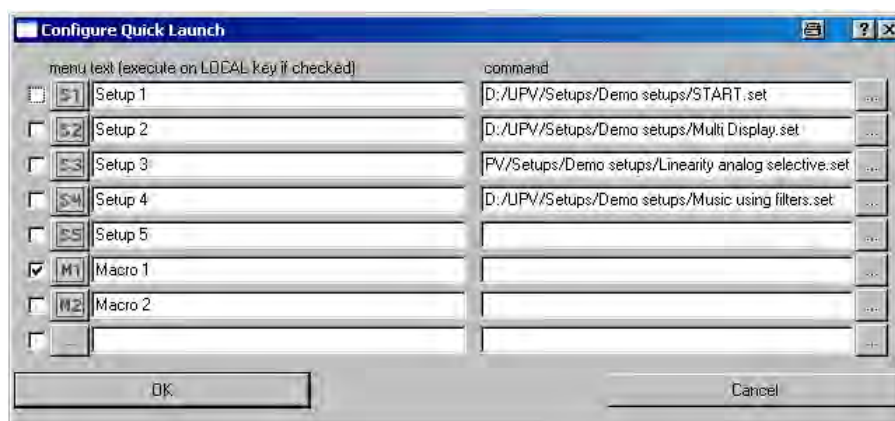 Configure Quick Launch
menu text (execute on LOCAL key if checked) command
S1 Setup 1 D:/UPV/Setups/Demo setups/START.set ...
S2 Setup 2 D:/UPV/Setups/Demo setups/Multi Display.set ...
S3 Setup 3 PV/Setups/Demo setups/Linearity analog selective.set ...
S4 Setup 4 D:/UPV/Setups/Demo setups/Music using filters.set ...
S5 Setup 5 ...
M1 Macro 1 ...
M2 Macro 2 ...
... ...
OK Cancel